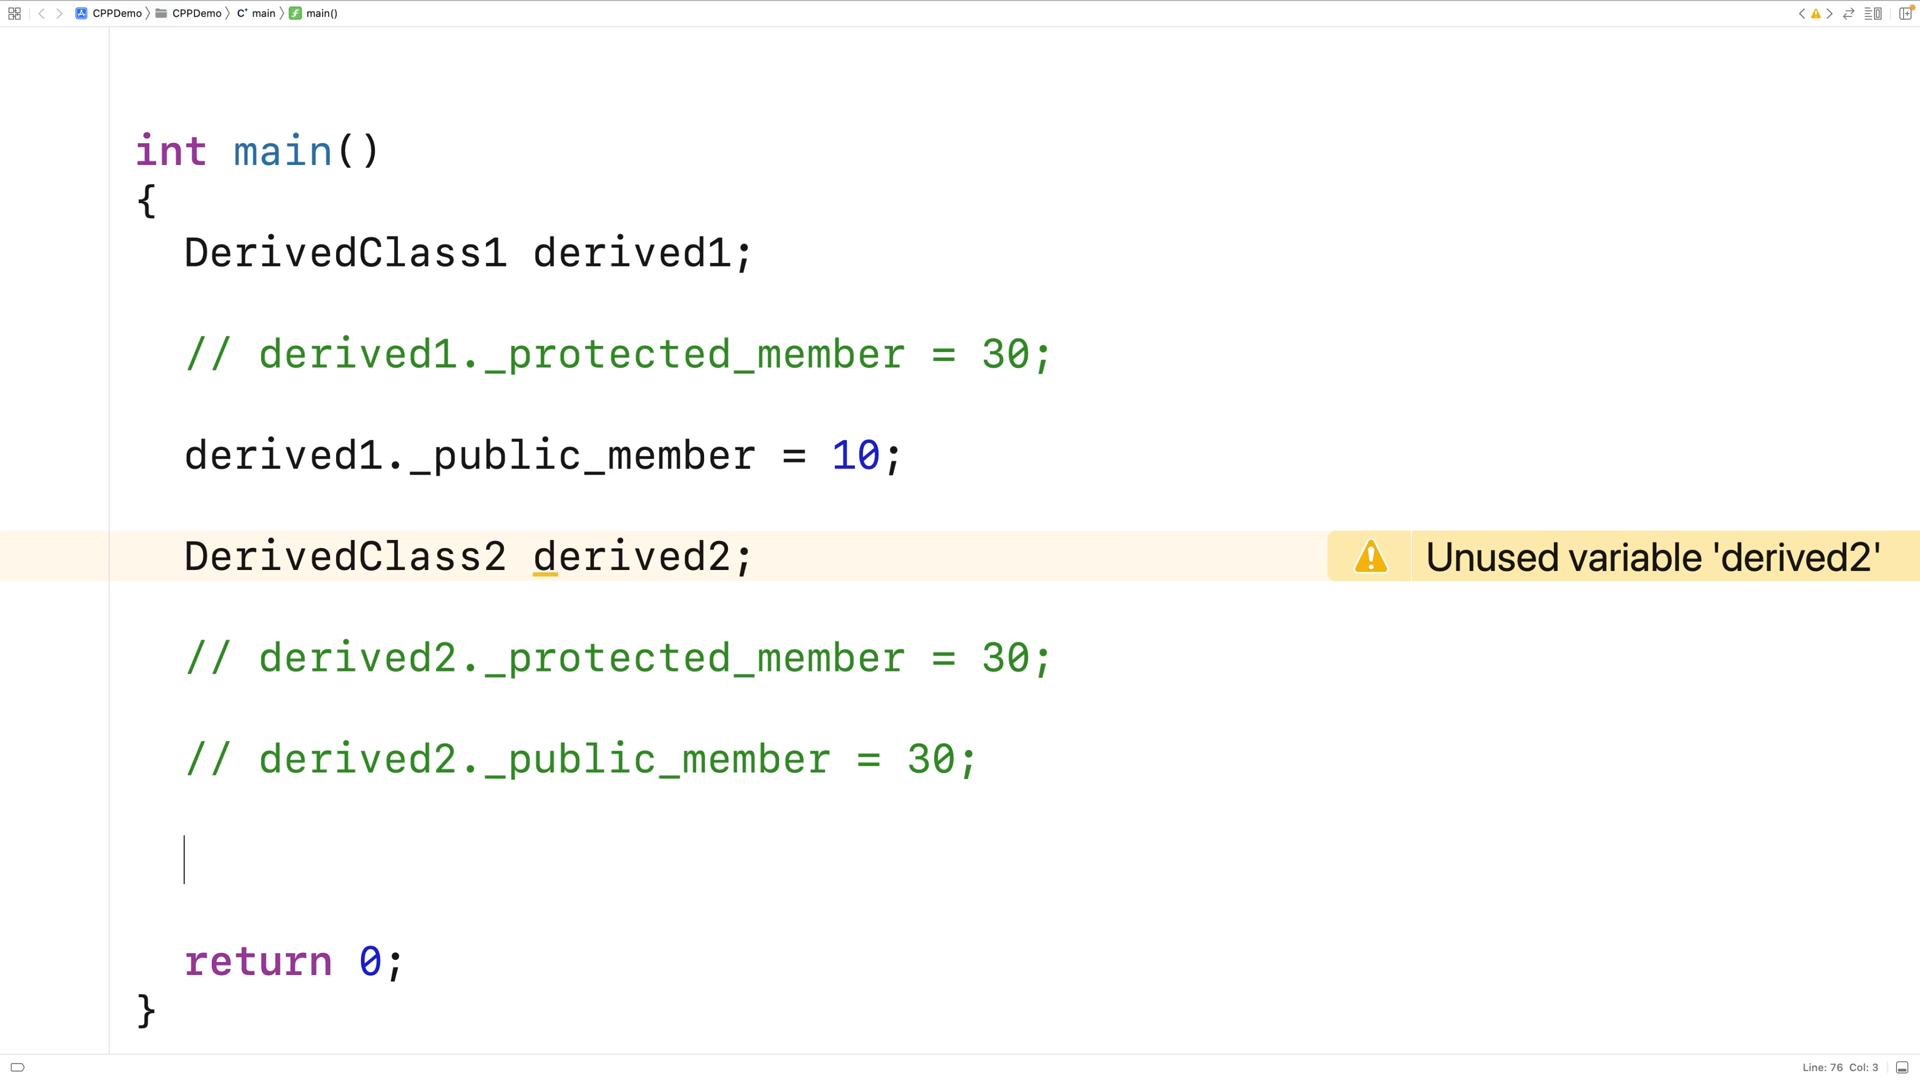 CPPDemo CPPDemo C+ main f main()
int main()
{
DerivedClass1 derived1;
// derived1._protected_member = 30;
derived1._public_member = 10;
DerivedClass2 derived2;
Unused variable 'derived2'
// derived2._protected_member = 30;
// derived2._public_member = 30;
return 0;
}
Line: 76 Col: 3